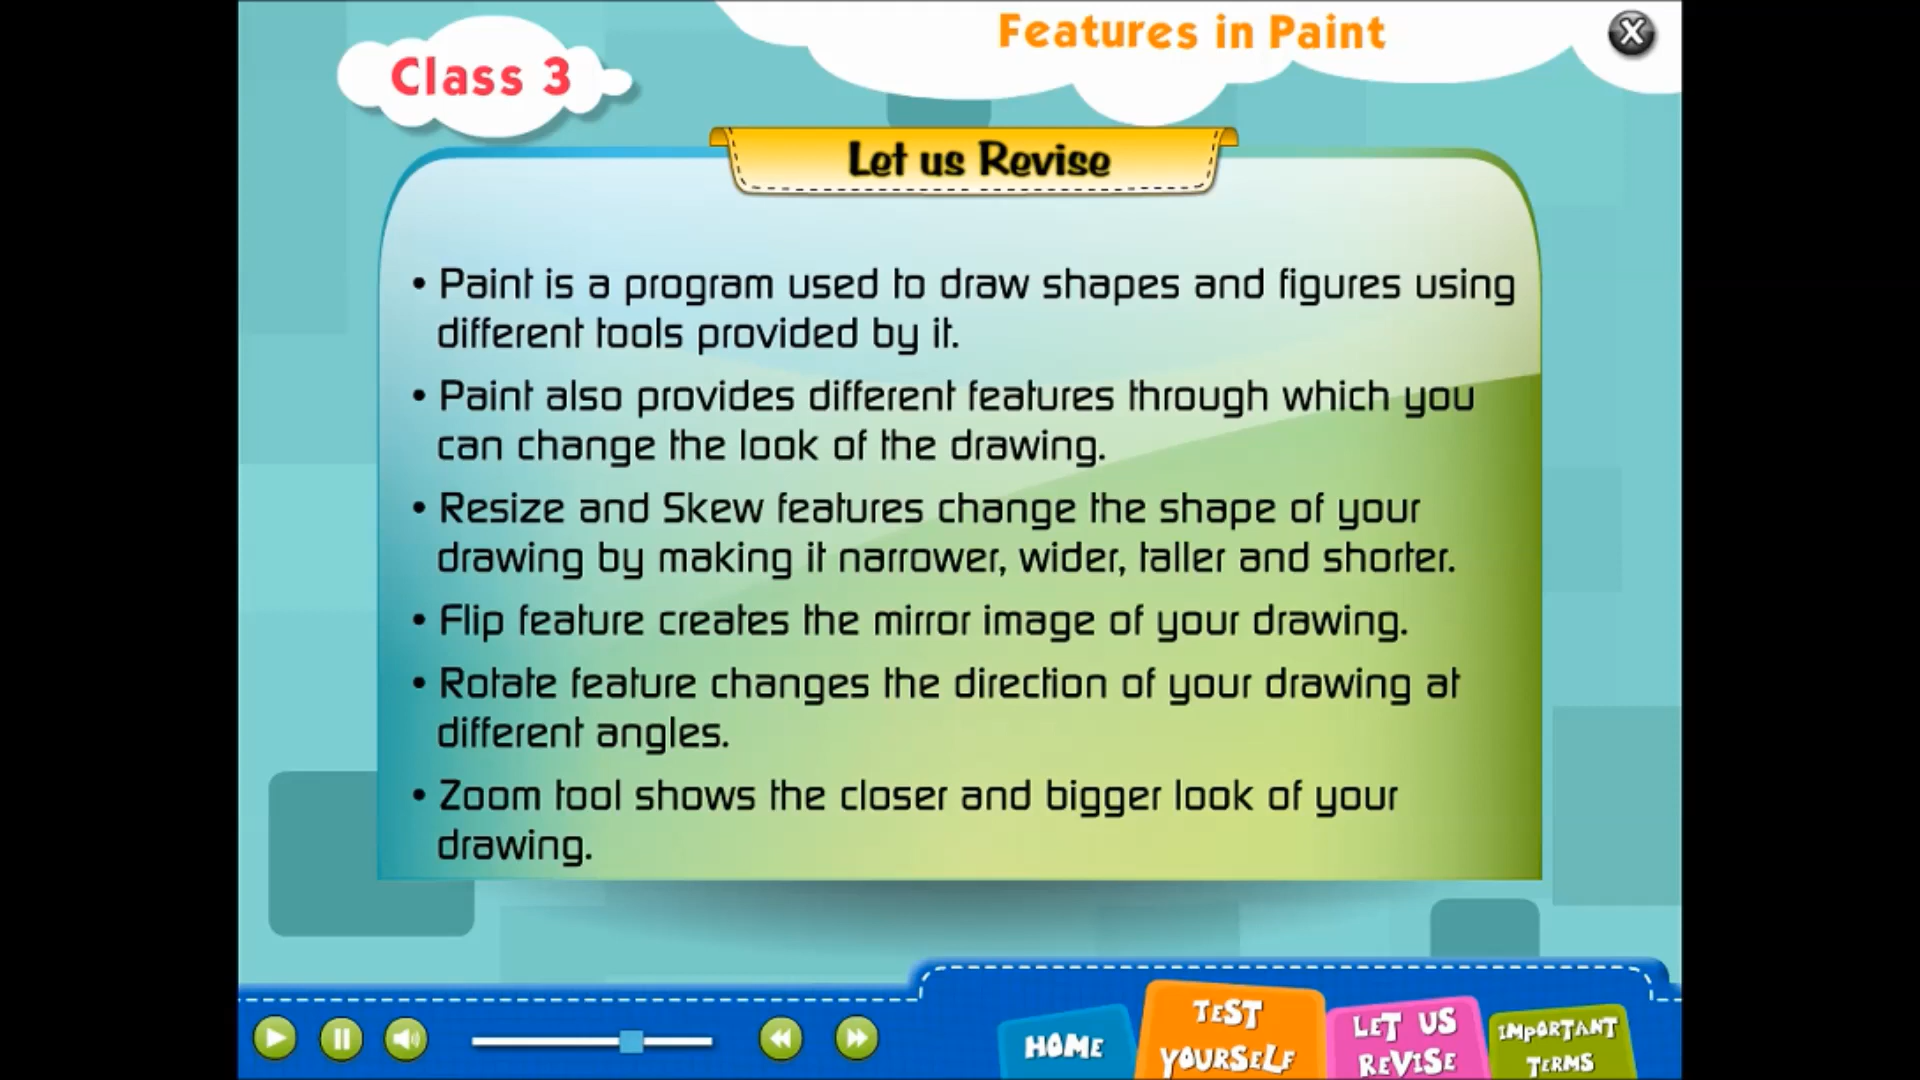 Class 3
Features in Paint
X
Let us Revise
• Paint is a program used to draw shapes and figures using
different tools provided by it.
• Paint also provides different features through which you
can change the look of the drawing.
• Resize and Skew features change the shape of your
drawing by making it narrower, wider, taller and shorter.
• Flip feature creates the mirror image of your drawing.
• Rotate feature changes the direction of your drawing at
different angles.
• Zoom tool shows the closer and bigger look of your
drawing.
HOME
TEST
YOURSELF
LET US
REVISE
IMPORTANT
TERMS